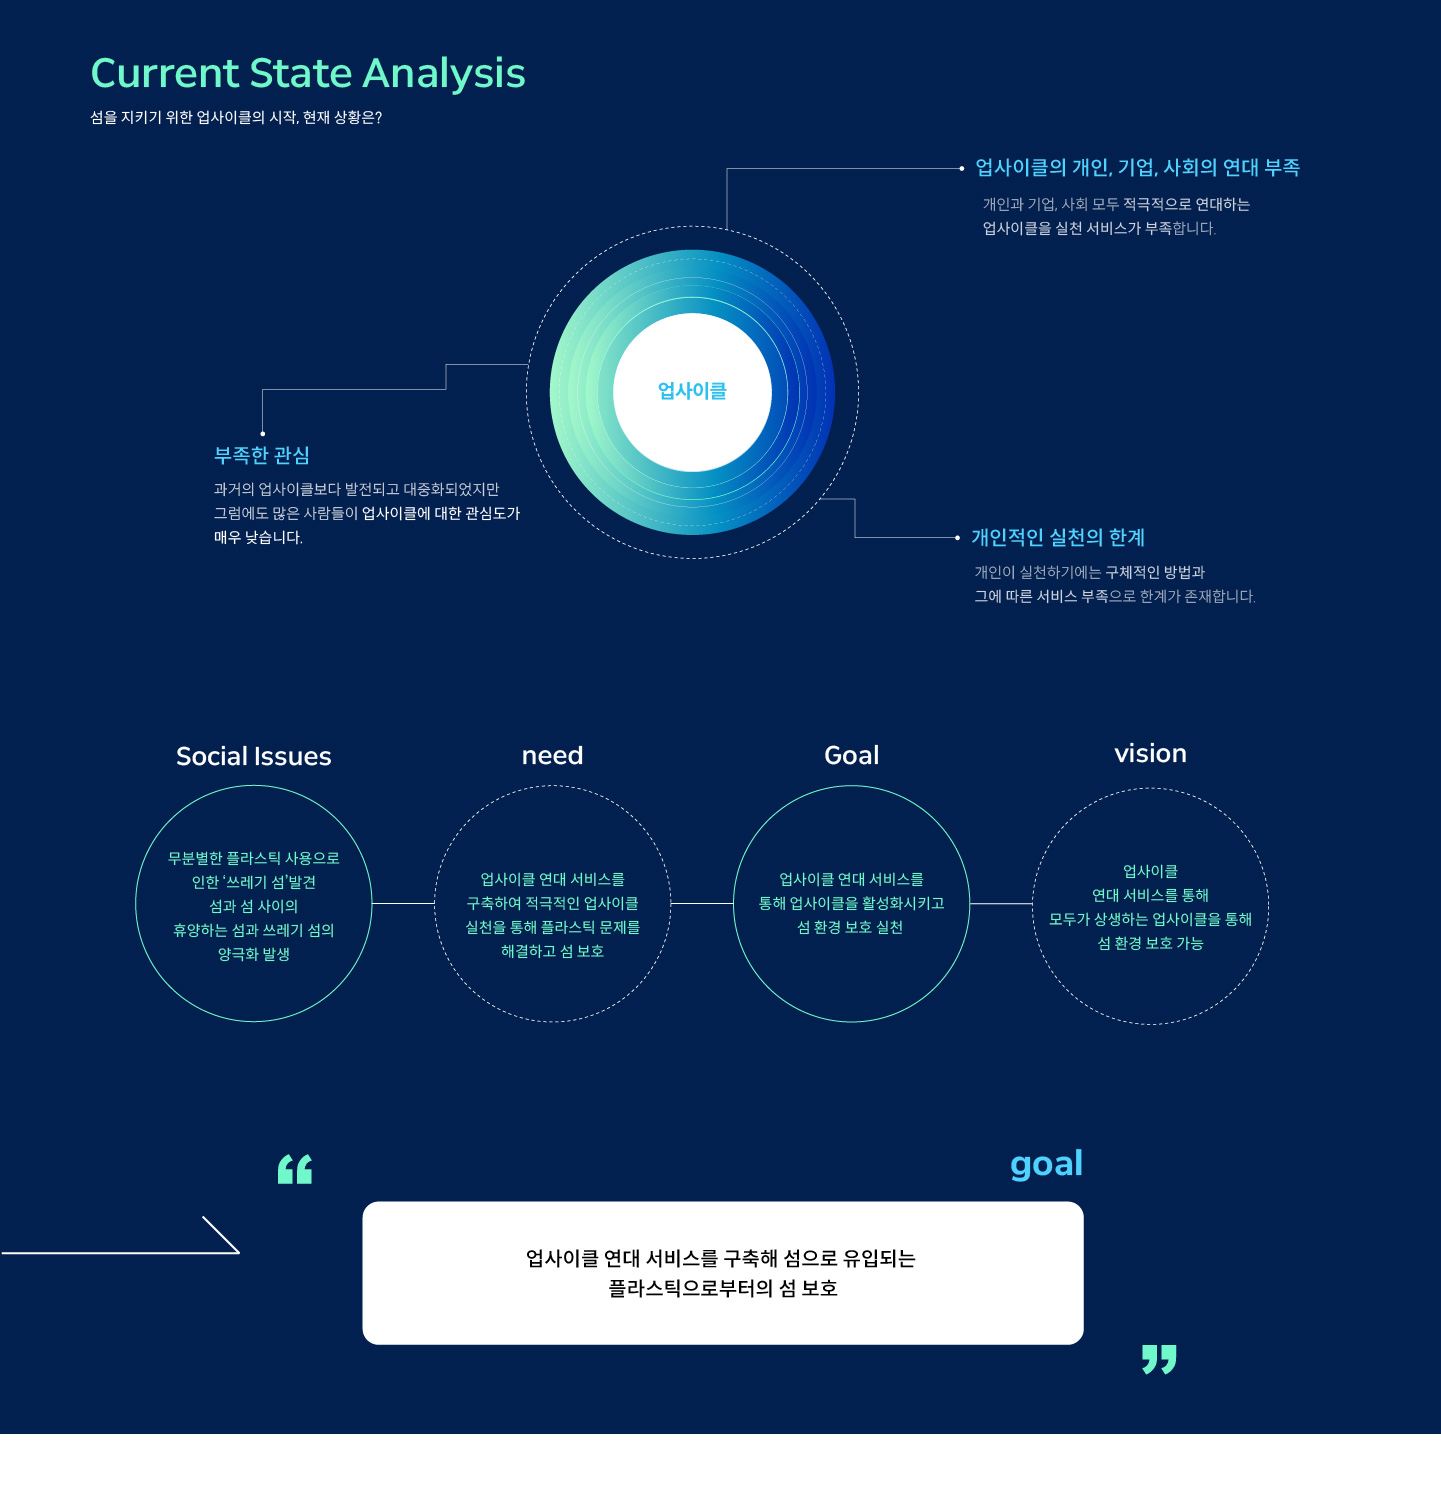 Current State Analysis
섬을 지키기 위한 업사이클의 시작, 현재 상황은?
업사이클의 개인, 기업, 사회의 연대 부족
개인과 기업, 사회 모두 적극적으로 연대하는
업사이클을 실천 서비스가 부족합니다.
업사이클
부족한 관심
과거의 업사이클보다 발전되고 대중화되었지만
그럼에도 많은 사람들이 업사이클에 대한 관심도가
매우 낮습니다.
개인적인 실천의 한계
개인이 실천하기에는 구체적인 방법과
그에 따른 서비스 부족으로 한계가 존재합니다.
Social Issues
무분별한 플라스틱 사용으로
인한 ‘쓰레기 섬’발견
섬과 섬 사이의
휴양하는 섬과 쓰레기 섬의
양극화 발생
need
업사이클 연대 서비스를
구축하여 적극적인 업사이클
실천을 통해 플라스틱 문제를
해결하고 섬 보호
Goal
업사이클 연대 서비스를
통해 업사이클을 활성화시키고
섬 환경 보호 실천
vision
업사이클
연대 서비스를 통해
모두가 상생하는 업사이클을 통해
섬 환경 보호 가능
“
goal
업사이클 연대 서비스를 구축해 섬으로 유입되는
플라스틱으로부터의 섬 보호
”